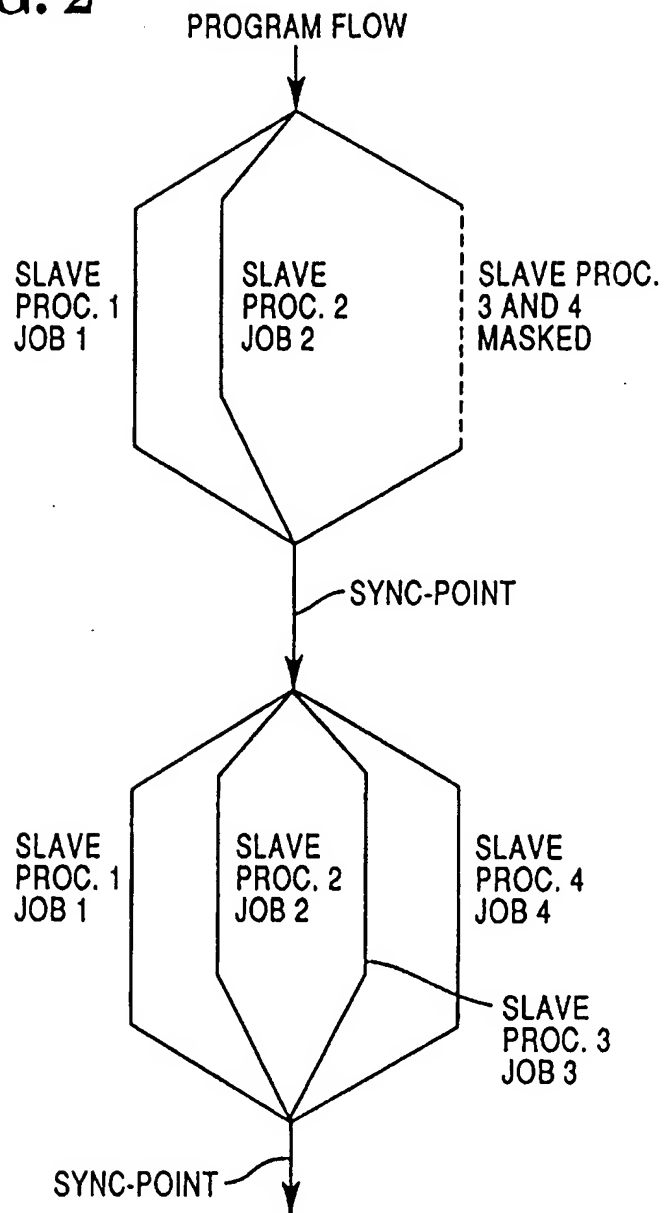 G. 2
PROGRAM FLOW
SLAVE
PROC. 1
JOB 1
SLAVE
PROC. 2
JOB 2
SLAVE PROC.
3 AND 4
MASKED
SYNC-POINT
SLAVE
PROC. 1
JOB 1
SLAVE
PROC. 2
JOB 2
SLAVE
PROC. 4
JOB 4
SLAVE
PROC. 3
JOB 3
SYNC-POINT